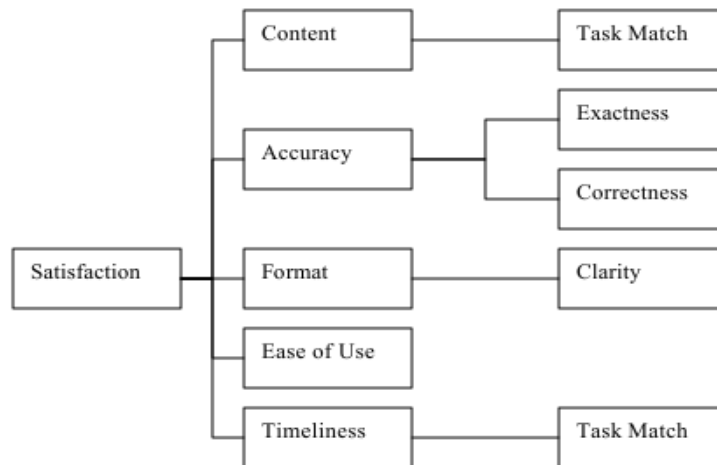 Content
Task Match
Exactness
Accuracy
Correctness
Satisfaction
Format
Clarity
Ease of Use
Timeliness
Task Match